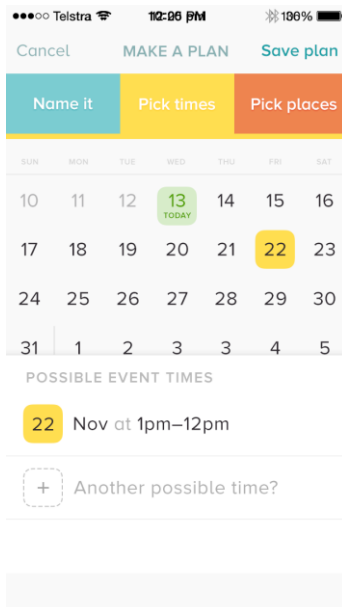 Telstra
Cancel MAKE A PLAN Save plan
Name it Pick times Pick places
SUN MON TUE WED THU FRI SAT
10 11 12 13 14 15 16
TODAY
17 18 19 20 21 22 23
24 25 26 27 28 29 30
31 1 2 3 3 4 5
POSSIBLE EVENT TIMES
22 Nov at 1pm–12pm
+ Another possible time?